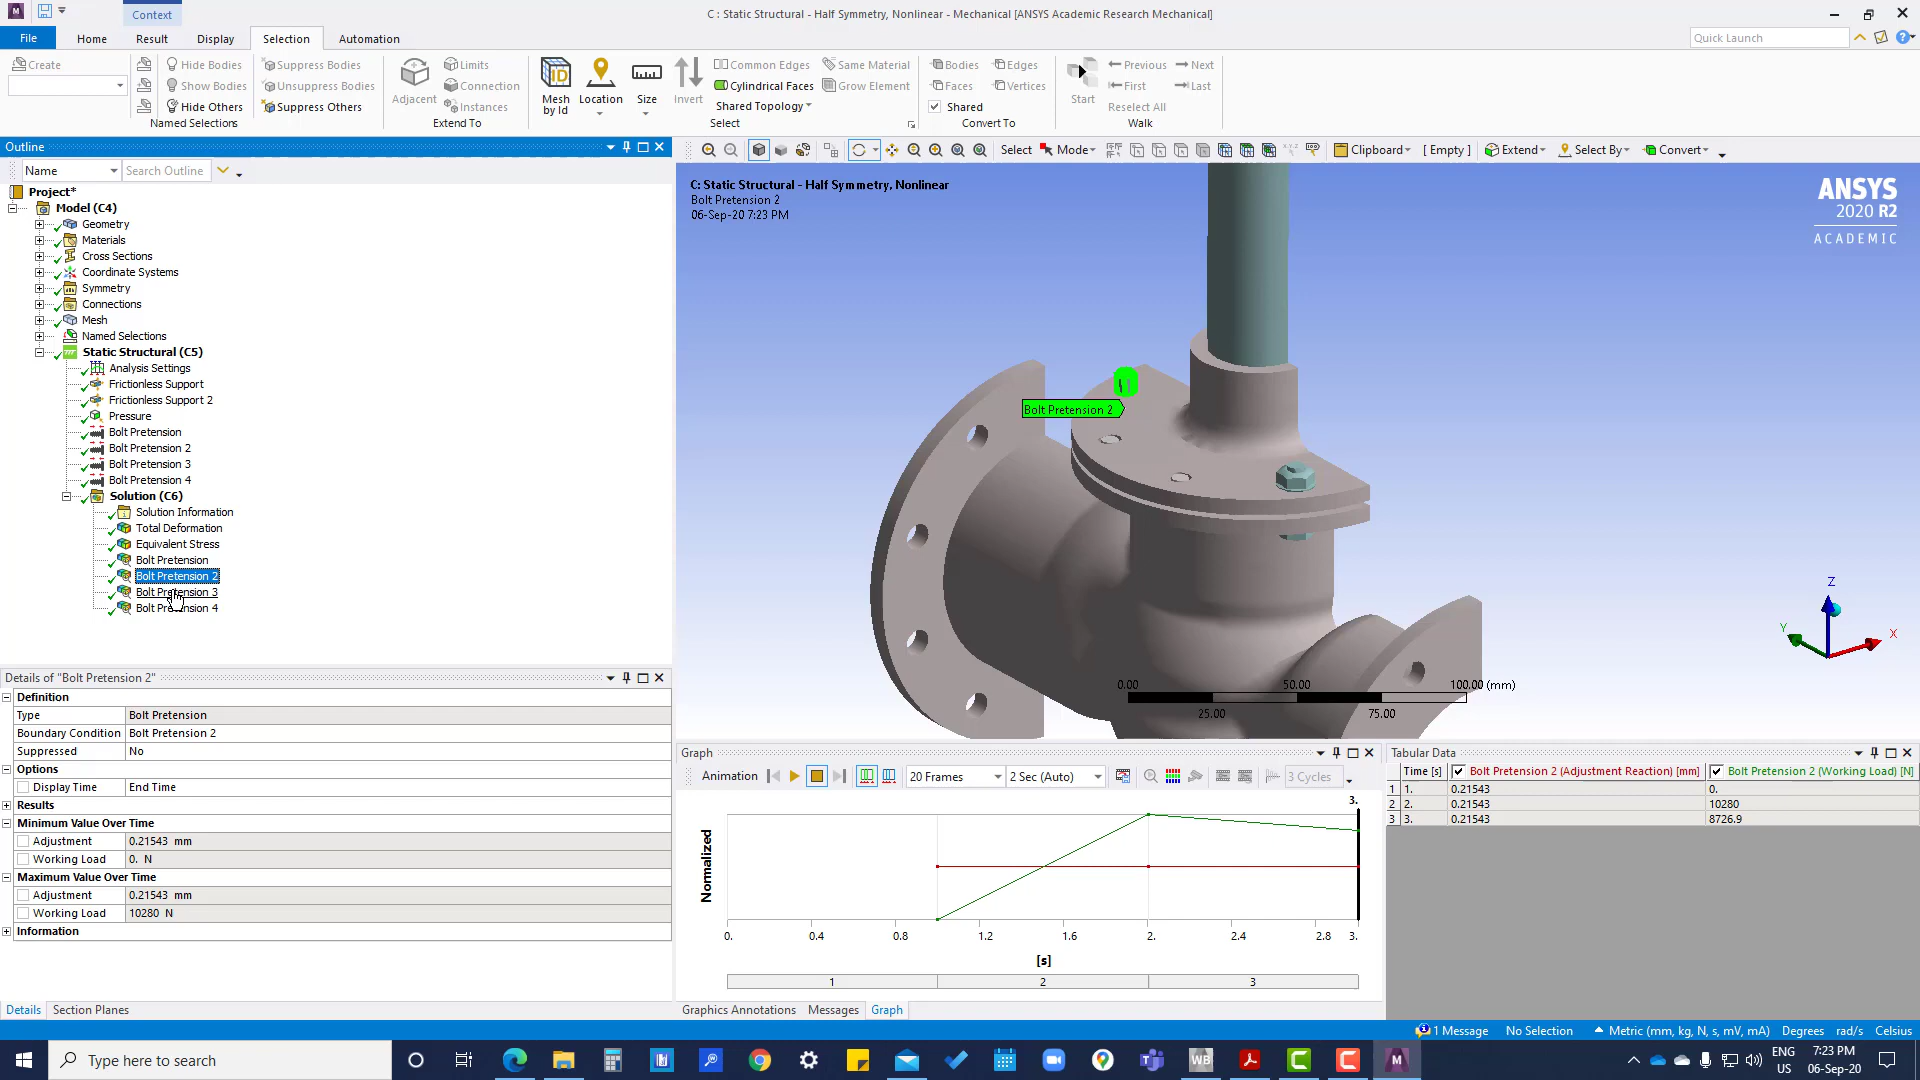 Context
C : Static Structural - Half Symmetry, Nonlinear - Mechanical [ANSYS Academic Research Mechanical]
File
Home
Result
Display
Selection
Automation
Quick Launch
Create
Hide Bodies
Show Bodies
Hide Others
Suppress Bodies
Unsuppress Bodies
Suppress Others
Named Selections
Adjacent
Limits
Connection
Instances
Extend To
Mesh by Id
Location
Size
Invert
Common Edges
Cylindrical Faces
Shared Topology
Same Material
Grow Element
Select
Bodies
Edges
Faces
Vertices
Shared
Convert To
Start
Previous
Next
First
Last
Reselect All
Walk
Outline
Name
Search Outline
Select
Mode
Clipboard
[ Empty ]
Extend
Select By
Convert
Project*
Model (C4)
Geometry
Materials
Cross Sections
Coordinate Systems
Symmetry
Connections
Mesh
Named Selections
Static Structural (C5)
Analysis Settings
Frictionless Support
Frictionless Support 2
Pressure
Bolt Pretension
Bolt Pretension 2
Bolt Pretension 3
Bolt Pretension 4
Solution (C6)
Solution Information
Total Deformation
Equivalent Stress
Bolt Pretension
Bolt Pretension 2
Bolt Pretension 3
Bolt Pretension 4
C: Static Structural - Half Symmetry, Nonlinear
Bolt Pretension 2
06-Sep-20 7:23 PM
ANSYS
2020 R2
ACADEMIC
Bolt Pretension 2
Z
Y
X
0.00
50.00
100.00 (mm)
25.00
75.00
Details of "Bolt Pretension 2"
Definition
Type
Bolt Pretension
Boundary Condition
Bolt Pretension 2
Suppressed
No
Options
Display Time
End Time
Results
Minimum Value Over Time
Adjustment
0.21543 mm
Working Load
0. N
Maximum Value Over Time
Adjustment
0.21543 mm
Working Load
10280 N
Information
Details
Section Planes
Graph
Animation
20 Frames
2 Sec (Auto)
3 Cycles
3.
Normalized
0.
0.4
0.8
1.2
1.6
2.
2.4
2.8
3.
[s]
1
2
3
Graphics Annotations
Messages
Graph
Tabular Data
Time [s]
Bolt Pretension 2 (Adjustment Reaction) [mm]
Bolt Pretension 2 (Working Load) [N]
1 1. 0.21543 0.
2 2. 0.21543 10280
3 3. 0.21543 8726.9
1 Message
No Selection
Metric (mm, kg, N, s, mV, mA)
Degrees
rad/s
Celsius
Type here to search
ENG
US
7:23 PM
06-Sep-20